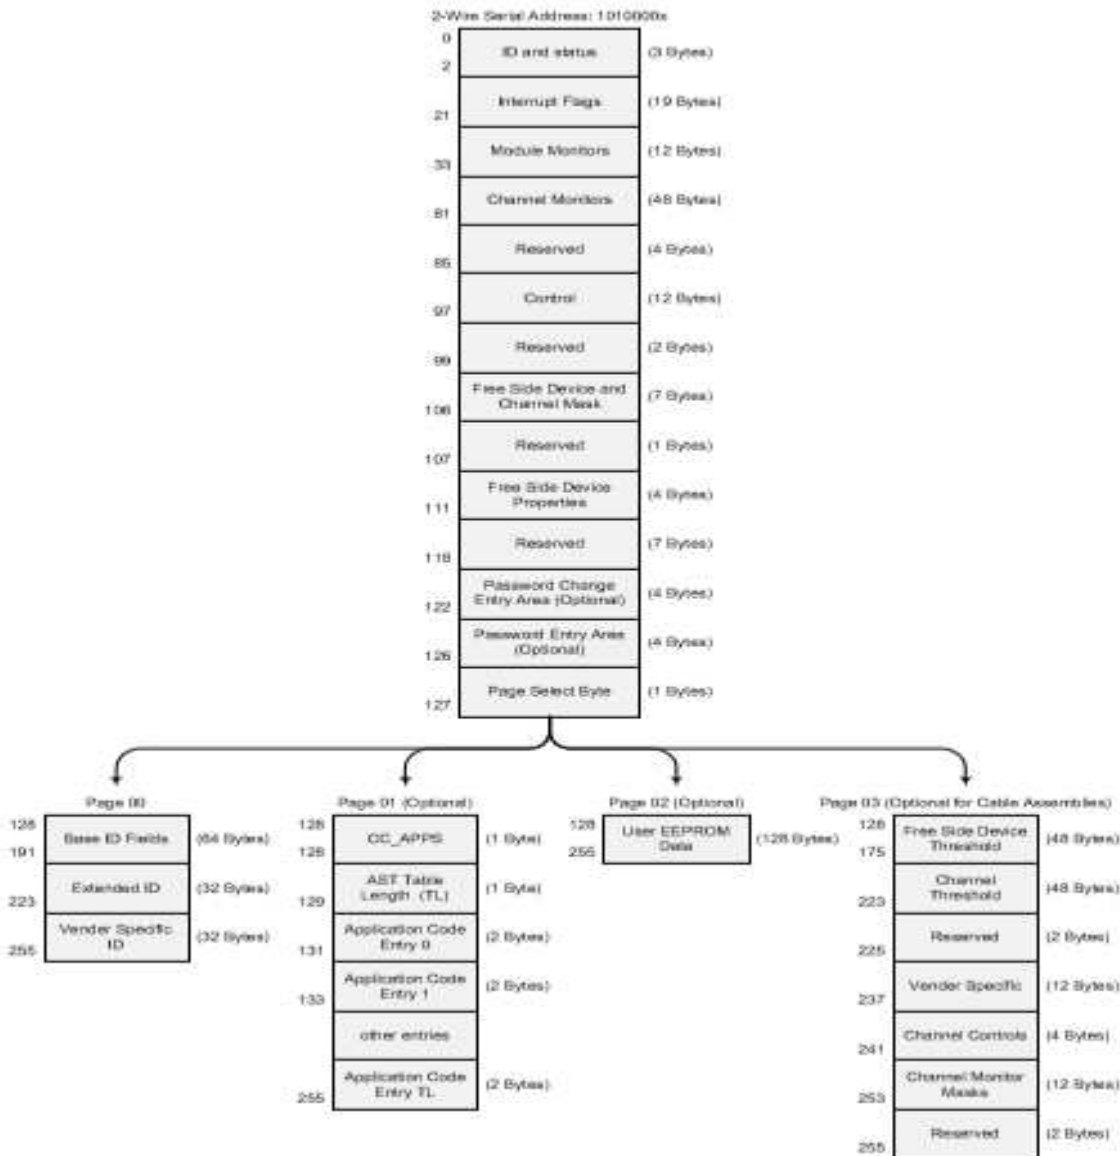 2-Wire Serial Address: 1010000x
0
ID and status
(3 Bytes)
2
Interrupt Flags
(19 Bytes)
21
Module Monitors
(12 Bytes)
33
Channel Monitors
(48 Bytes)
81
Reserved
(4 Bytes)
85
Control
(12 Bytes)
97
Reserved
(2 Bytes)
99
Free Side Device and
Channel Mask
(7 Bytes)
106
Reserved
(1 Bytes)
107
Free Side Device
Properties
(4 Bytes)
111
Reserved
(7 Bytes)
118
Password Change
Entry Area (Optional)
(4 Bytes)
122
Password Entry Area
(Optional)
(4 Bytes)
126
Page Select Byte
(1 Bytes)
127
Page 00
128
Base ID Fields
(64 Bytes)
191
Extended ID
(32 Bytes)
223
Vender Specific
ID
(32 Bytes)
255
Page 01 (Optional)
128
CC_APPS
(1 Byte)
128
AST Table
Length (TL)
(1 Byte)
129
Application Code
Entry 0
(2 Bytes)
131
Application Code
Entry 1
(2 Bytes)
133
other entries
Application Code
Entry TL
(2 Bytes)
255
Page 02 (Optional)
128
User EEPROM
Data
(128 Bytes)
255
Page 03 (Optional for Cable Assemblies)
128
Free Side Device
Threshold
(48 Bytes)
175
Channel
Threshold
(48 Bytes)
223
Reserved
(2 Bytes)
225
Vender Specific
(12 Bytes)
237
Channel Controls
(4 Bytes)
241
Channel Monitor
Masks
(12 Bytes)
253
Reserved
(2 Bytes)
255